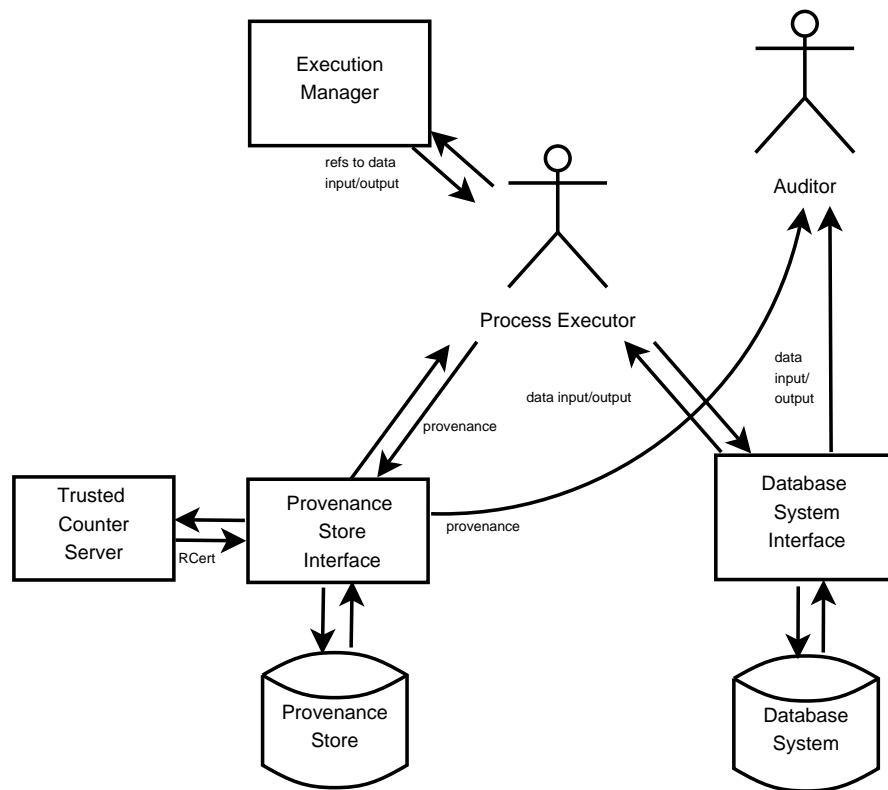 Execution
Manager
refs to data
input/output
Auditor
Process Executor
data
input/
output
data input/output
provenance
Trusted
Counter
Server
RCert
Provenance
Store
Interface
provenance
Database
System
Interface
Provenance
Store
Database
System